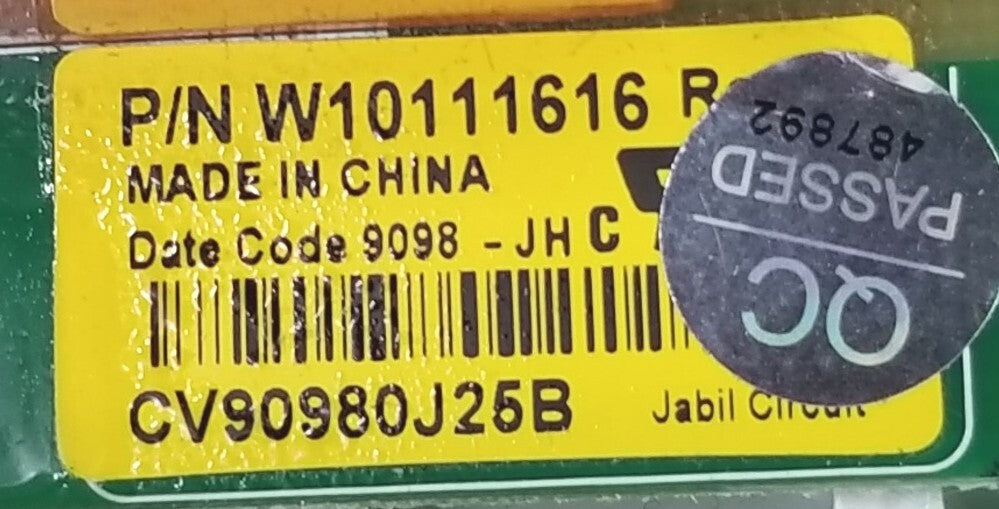 P/N W10111616 R
MADE IN CHINA
Date Code 9098 - JH C
CV90980J25B
Jabil Circuit
QC
PASSED
487892